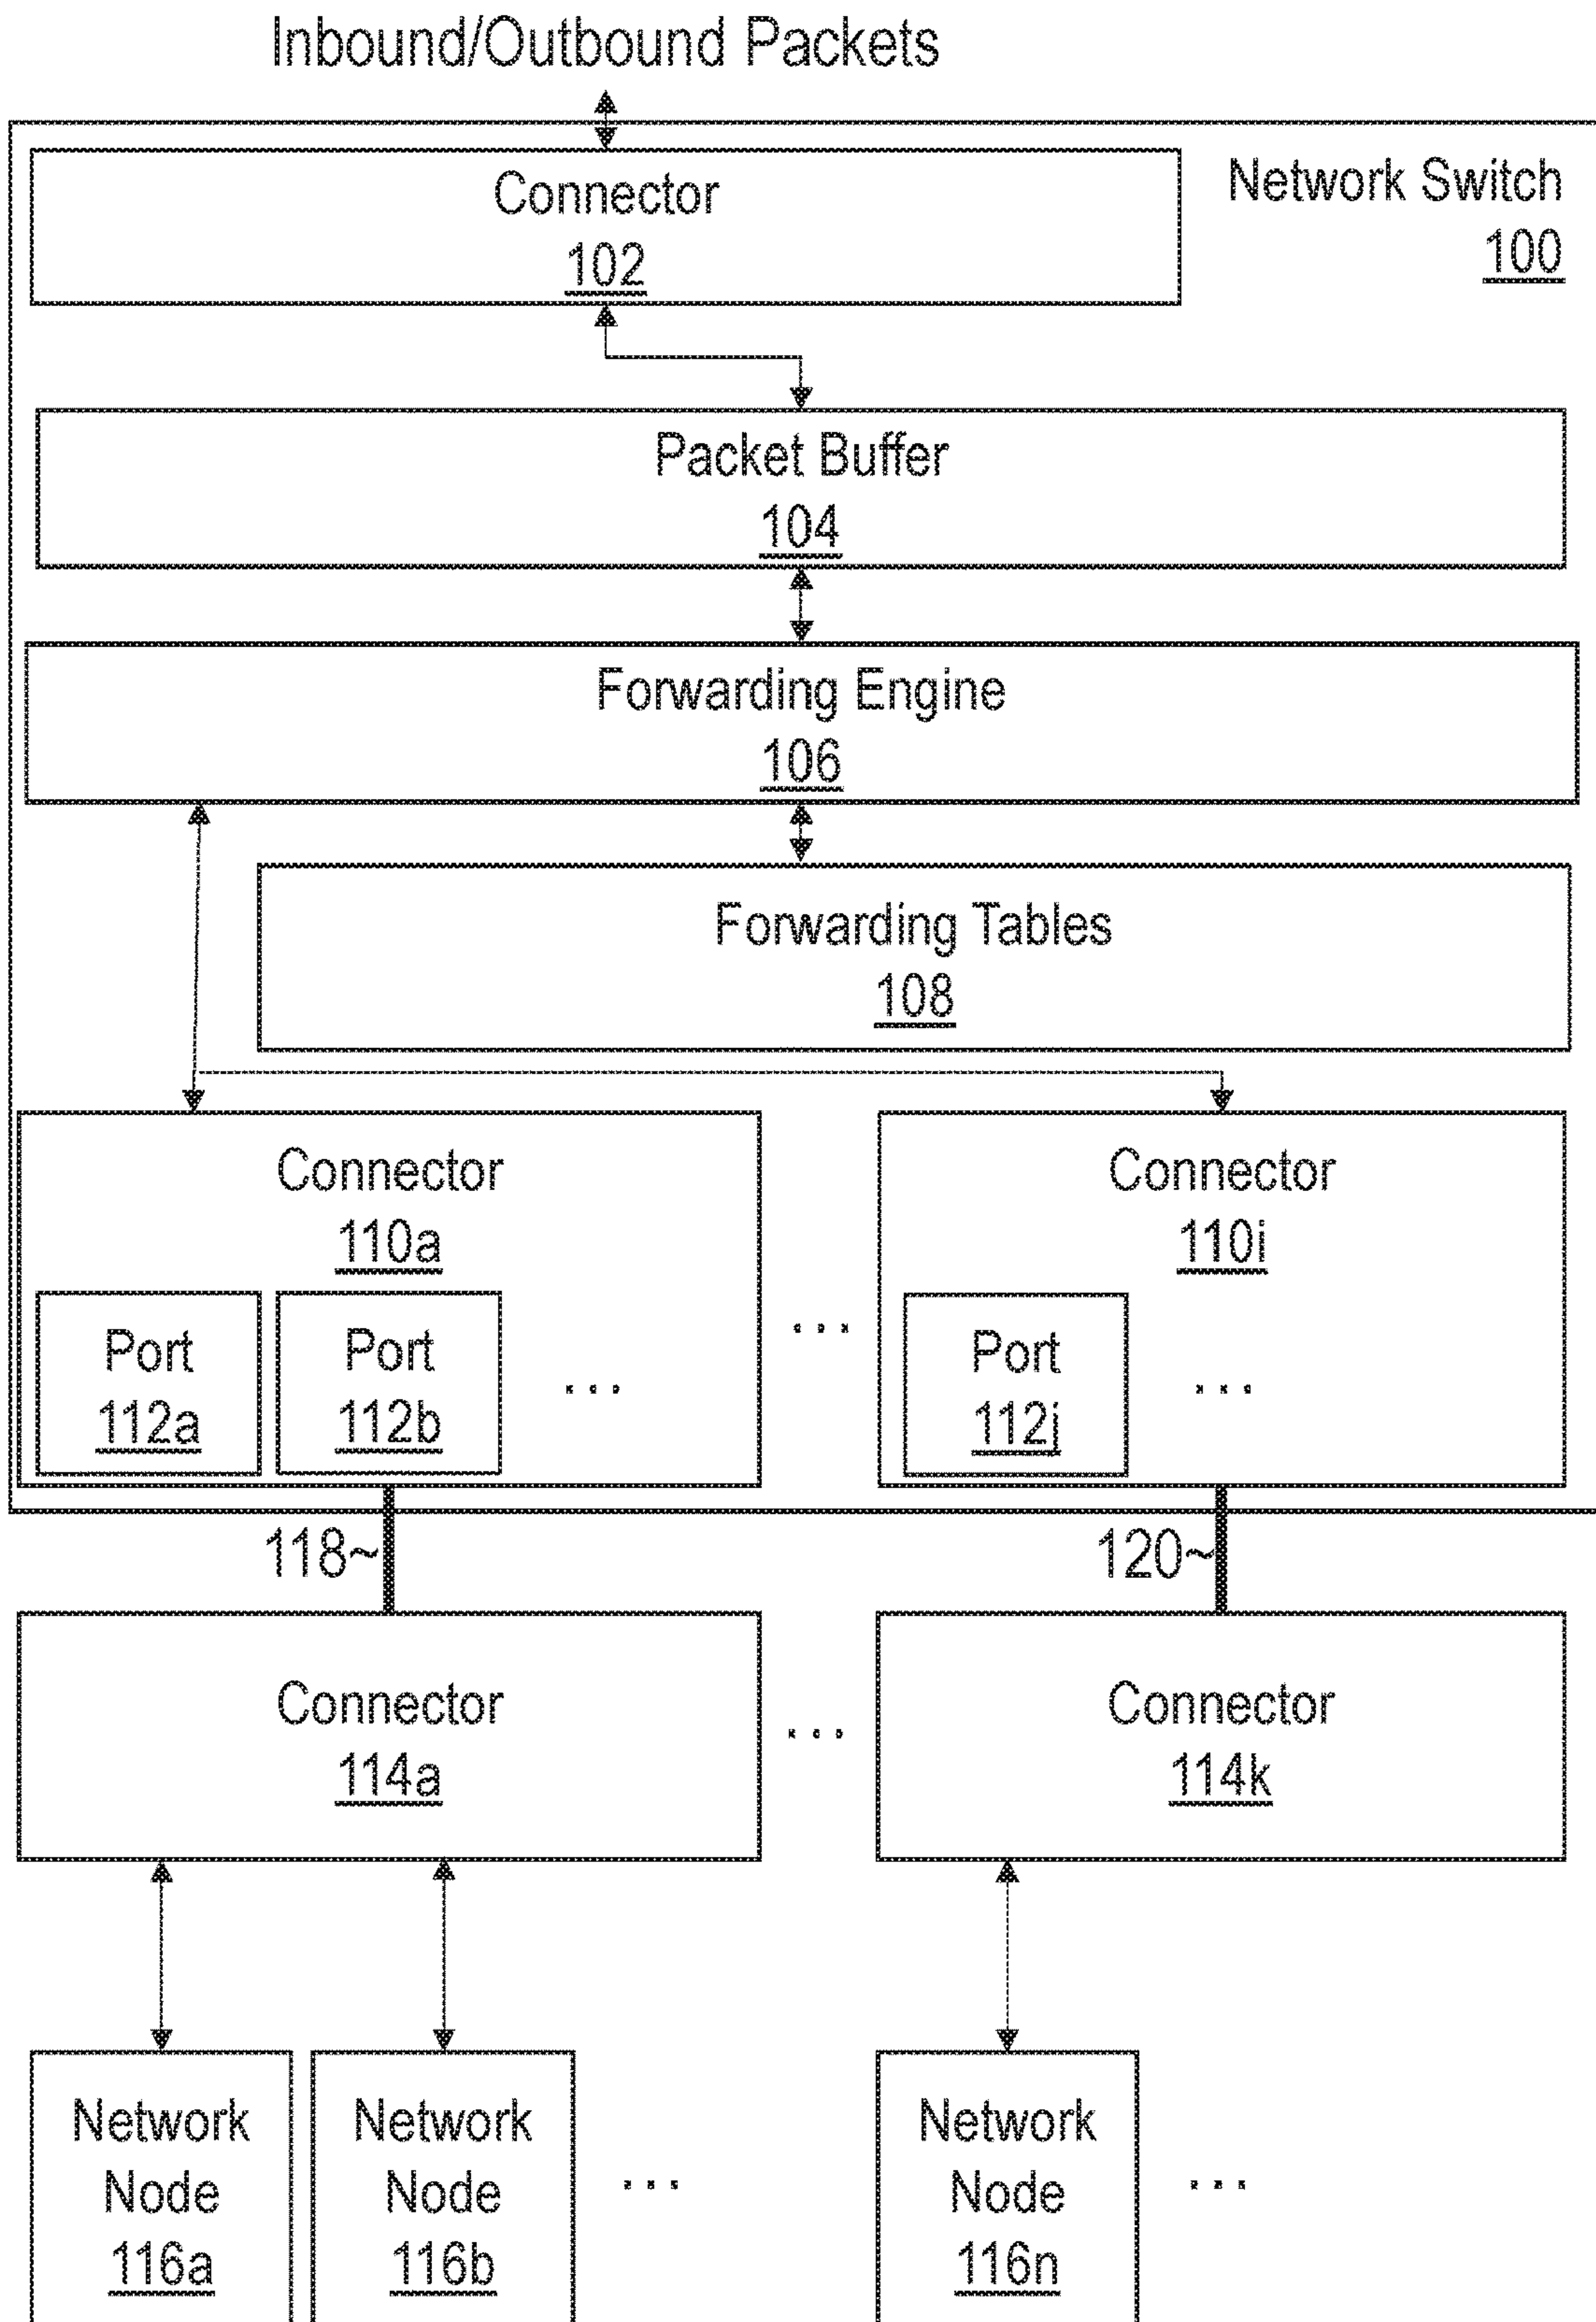 Inbound/Outbound Packets
Connector
102
Network Switch
100
Packet Buffer
104
Forwarding Engine
106
Forwarding Tables
108
Connector
110a
Port
112a
Port
112b
. . .
. . .
Connector
110i
Port
112j
. . .
118~
120~
Connector
114a
. . .
Connector
114k
Network
Node
116a
Network
Node
116b
. . .
Network
Node
116n
. . .